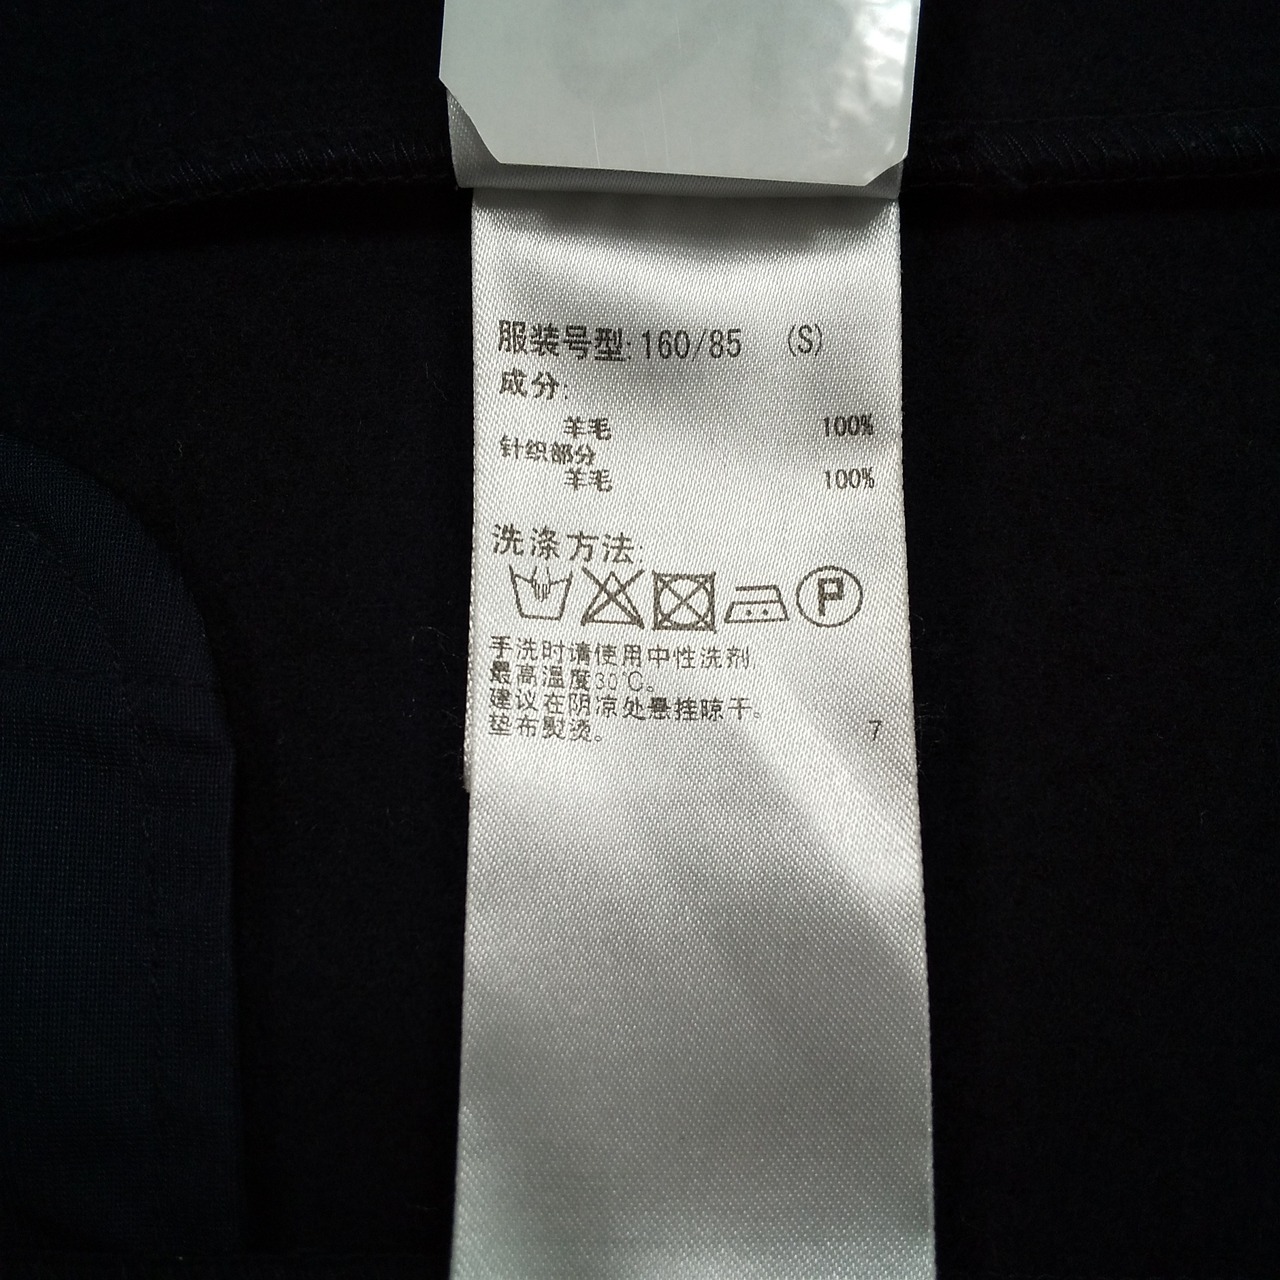 服装号型:160/85 (S)
成分:
羊毛 100%
针织部分
羊毛 100%
洗涤方法:
P
手洗时请使用中性洗剂,
最高温度30℃。
建议在阴凉处悬挂晾干。
垫布熨烫。 7